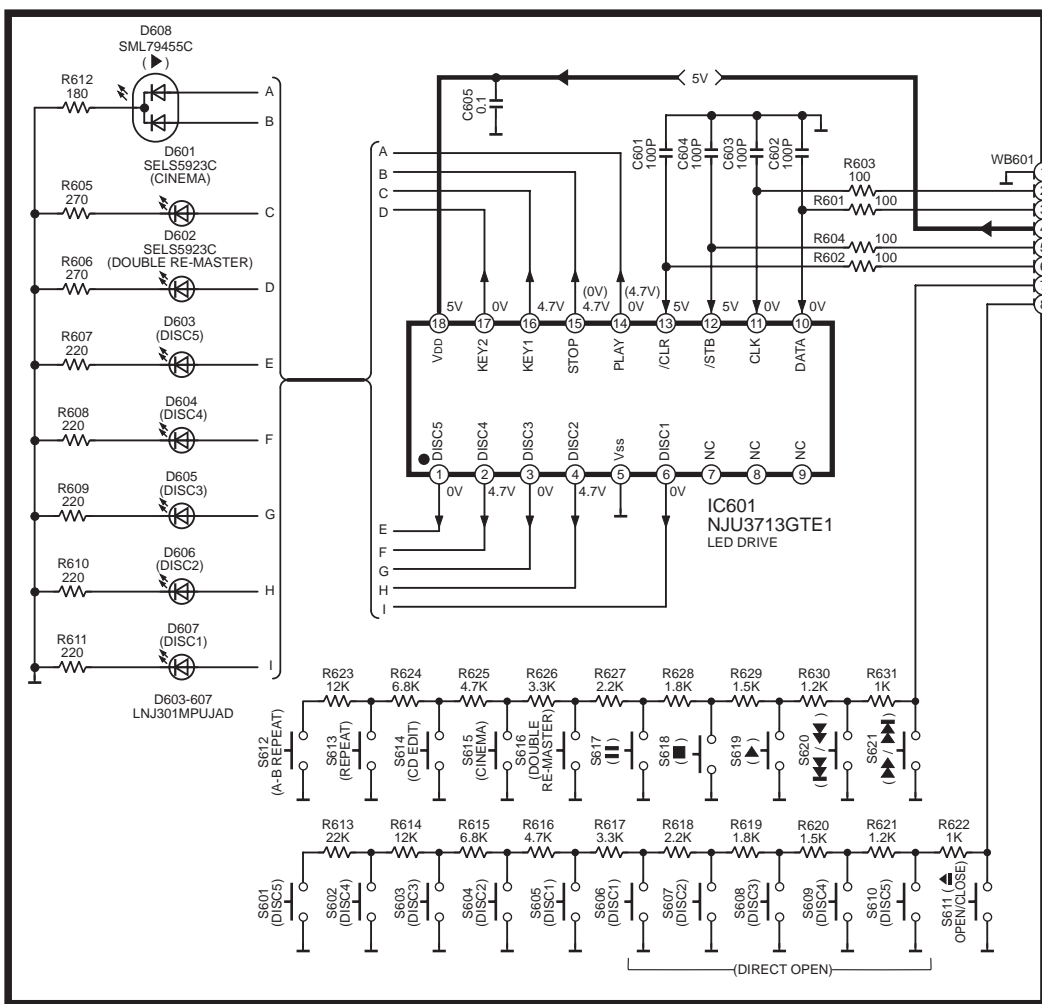 D608
SML79455C
( ▶ )
R612
180
A
B
D601
SELS5923C
(CINEMA)
R605
270
C
D602
SELS5923C
(DOUBLE RE-MASTER)
R606
270
D
D603
(DISC5)
R607
220
E
D604
(DISC4)
R608
220
F
D605
(DISC3)
R609
220
G
D606
(DISC2)
R610
220
H
D607
(DISC1)
R611
220
I
D603-607
LNJ301MPUJAD
5V
C605
0.1
A
B
C
D
C601
100P
C604
100P
C603
100P
C602
100P
R603
100
R601 100
R604 100
R602 100
WB601
1
2
3
4
5
6
7
8
(0V) (4.7V)
5V 0V 4.7V 4.7V 0V 5V 5V 0V 0V
18 17 16 15 14 13 12 11 10
VDD KEY2 KEY1 STOP PLAY /CLR /STB CLK DATA
DISC5 DISC4 DISC3 DISC2 Vss DISC1 NC NC NC
1 2 3 4 5 6 7 8 9
0V 4.7V 0V 4.7V 0V
IC601
NJU3713GTE1
LED DRIVE
E
F
G
H
I
R623 R624 R625 R626 R627 R628 R629 R630 R631
12K 6.8K 4.7K 3.3K 2.2K 1.8K 1.5K 1.2K 1K
S612
(A-B REPEAT)
S613
(REPEAT)
S614
(CD EDIT)
S615
(CINEMA)
S616
(DOUBLE
RE-MASTER)
S617
( ❚❚ )
S618
( ■ )
S619
( ▶ )
S620
( ⏮ / ◀◀ )
S621
( ▶▶ / ⏭ )
R613 R614 R615 R616 R617 R618 R619 R620 R621 R622
22K 12K 6.8K 4.7K 3.3K 2.2K 1.8K 1.5K 1.2K 1K
S601
(DISC5)
S602
(DISC4)
S603
(DISC3)
S604
(DISC2)
S605
(DISC1)
S606
(DISC1)
S607
(DISC2)
S608
(DISC3)
S609
(DISC4)
S610
(DISC5)
S611 ( ⏏
OPEN/CLOSE)
(DIRECT OPEN)